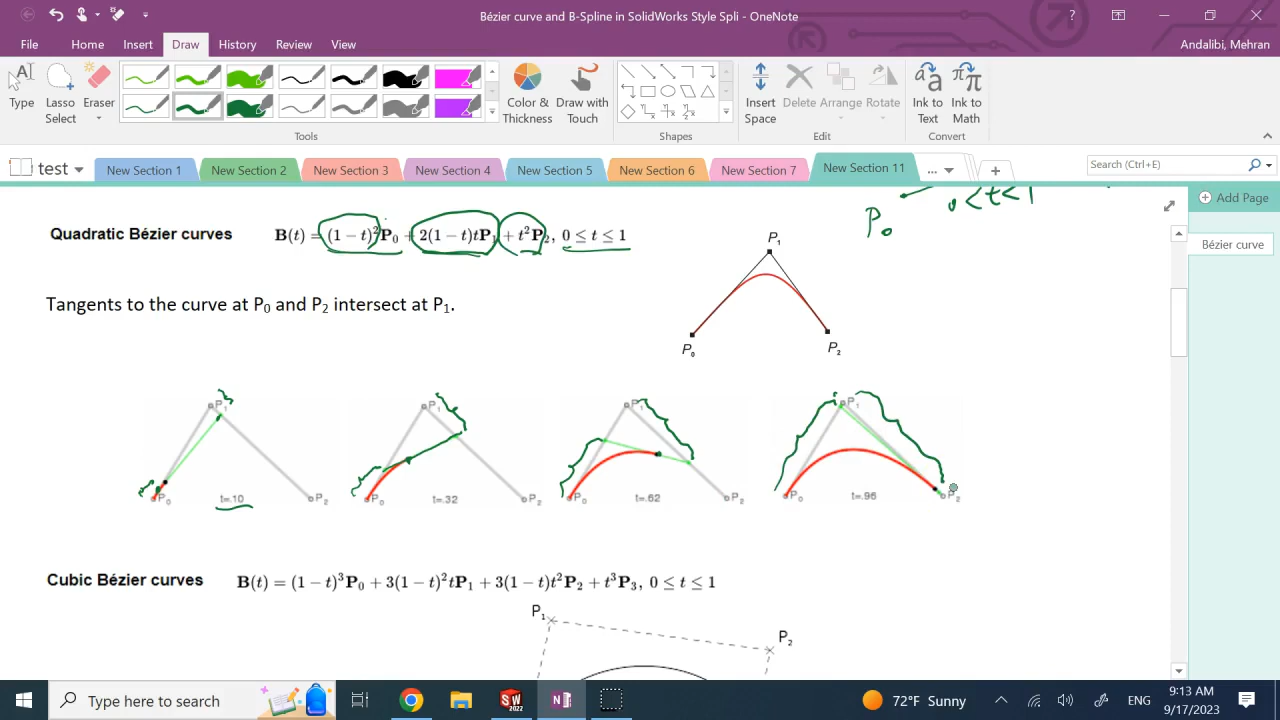 Bézier curve and B-Spline in SolidWorks Style Spli - OneNote
?
File Home Insert Draw History Review View
Andalibi, Mehran
Type
Lasso Select
Eraser
Color & Thickness
Draw with Touch
Insert Space
Delete
Arrange
Rotate
Ink to Text
Ink to Math
Tools
Shapes
Edit
Convert
test
New Section 1
New Section 2
New Section 3
New Section 4
New Section 5
New Section 6
New Section 7
New Section 11
...
Search (Ctrl+E)
Add Page
Bézier curve
0<t<1
P0
Quadratic Bézier curves B(t) = (1 − t)²P₀ + 2(1 − t)tP₁ + t²P₂, 0 ≤ t ≤ 1
P₁
P₀
P₂
Tangents to the curve at P₀ and P₂ intersect at P₁.
P₁ P₁ P₁ P₁
P₀ t=.10 P₂
P₀ t=.32 P₂
P₀ t=.62 P₂
P₀ t=.96 P₂
Cubic Bézier curves B(t) = (1 − t)³P₀ + 3(1 − t)²tP₁ + 3(1 − t)t²P₂ + t³P₃, 0 ≤ t ≤ 1
P₁
P₂
Type here to search
SW
2022
N
72°F Sunny
ENG
9:13 AM
9/17/2023